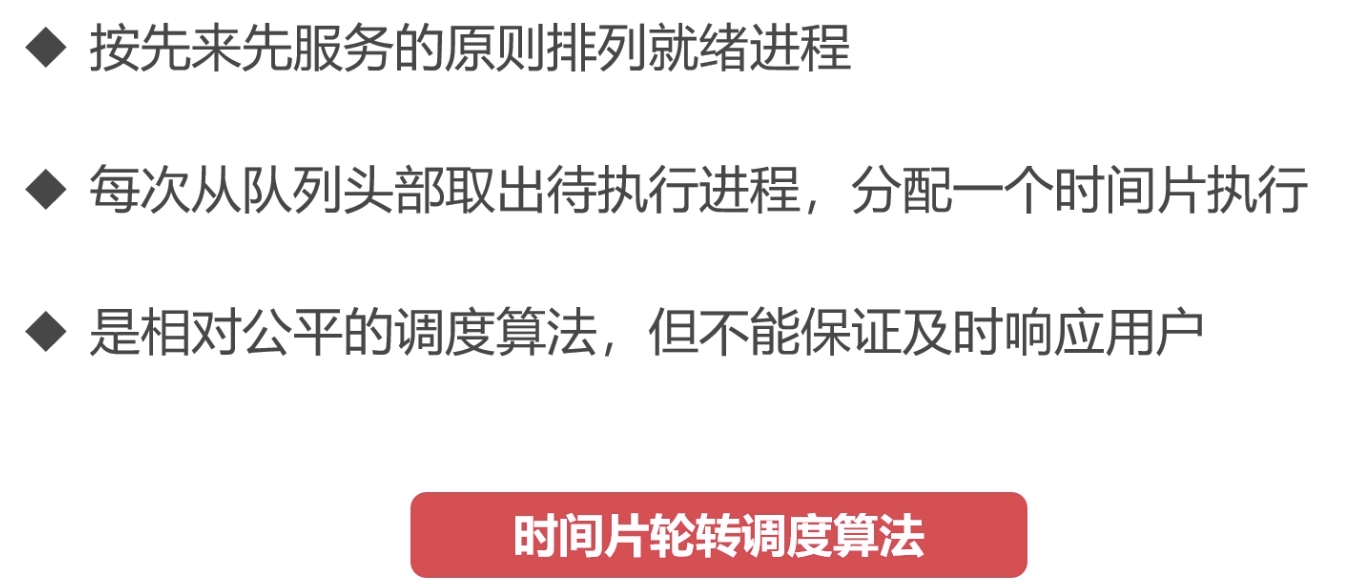 按先来先服务的原则排列就绪进程
每次从队列头部取出待执行进程，分配一个时间片执行
是相对公平的调度算法，但不能保证及时响应用户
时间片轮转调度算法